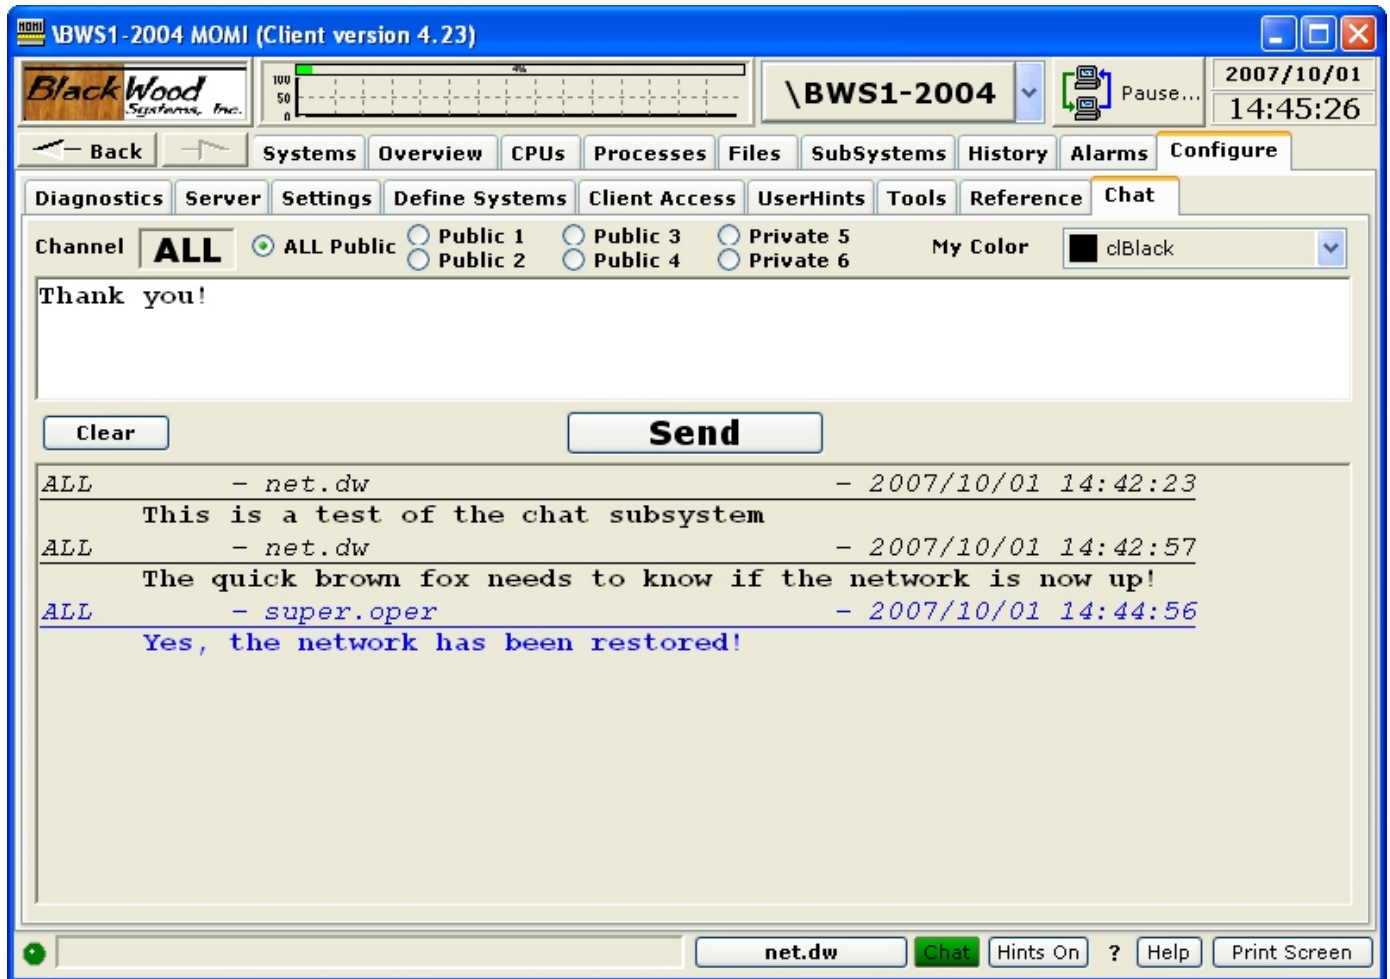 MOMI \BWS1-2004 MOMI (Client version 4.23)
BlackWood Systems, Inc.
100 50 0 4% \BWS1-2004 Pause... 2007/10/01
14:45:26
Back Systems Overview CPUs Processes Files SubSystems History Alarms Configure
Diagnostics Server Settings Define Systems Client Access UserHints Tools Reference Chat
Channel ALL ALL Public Public 1 Public 3 Private 5 My Color clBlack
Public 2 Public 4 Private 6
Thank you!
Clear Send
ALL - net.dw - 2007/10/01 14:42:23
This is a test of the chat subsystem
ALL - net.dw - 2007/10/01 14:42:57
The quick brown fox needs to know if the network is now up!
ALL - super.oper - 2007/10/01 14:44:56
Yes, the network has been restored!
net.dw Chat Hints On ? Help Print Screen